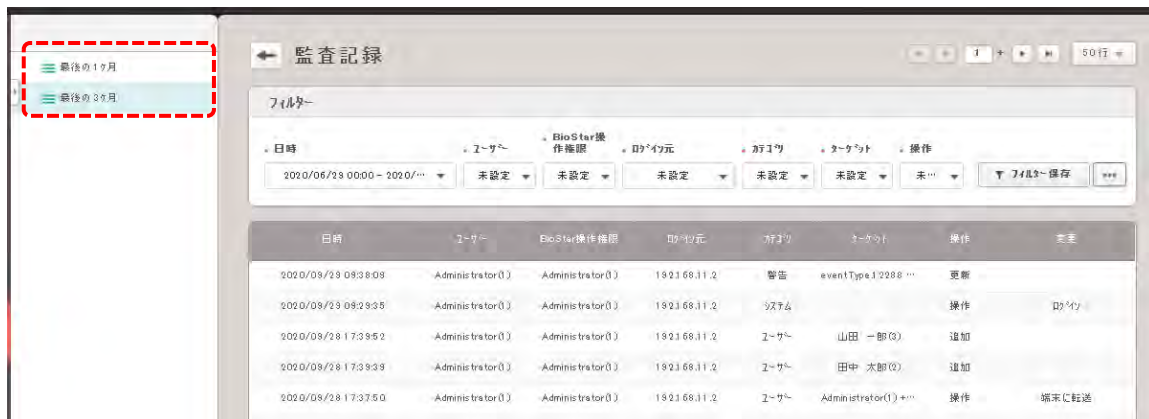 最後の1ヶ月
最後の3ヶ月
監査記録
1
50行
フィルター
日時
ユーザー
BioStar操作権限
ログイン元
カテゴリ
ターゲット
操作
2020/06/29 00:00 ~ 2020/…
未設定
未設定
未設定
未設定
未設定
未…
フィルター保存
日時 ユーザー BioStar操作権限 ログイン元 カテゴリ ターゲット 操作 変更
2020/09/29 09:38:09 Administrator(1) Administrator(1) 192.168.11.2 警告 更新
2020/09/29 09:29:35 Administrator(1) Administrator(1) 192.168.11.2 システム 操作 ログイン
2020/09/28 17:39:52 Administrator(1) Administrator(1) 192.168.11.2 ユーザー 山田 一郎(3) 追加
2020/09/28 17:39:39 Administrator(1) Administrator(1) 192.168.11.2 ユーザー 田中 太郎(2) 追加
2020/09/28 17:37:50 Administrator(1) Administrator(1) 192.168.11.2 ユーザー Administrator(1) +… 操作 端末に転送